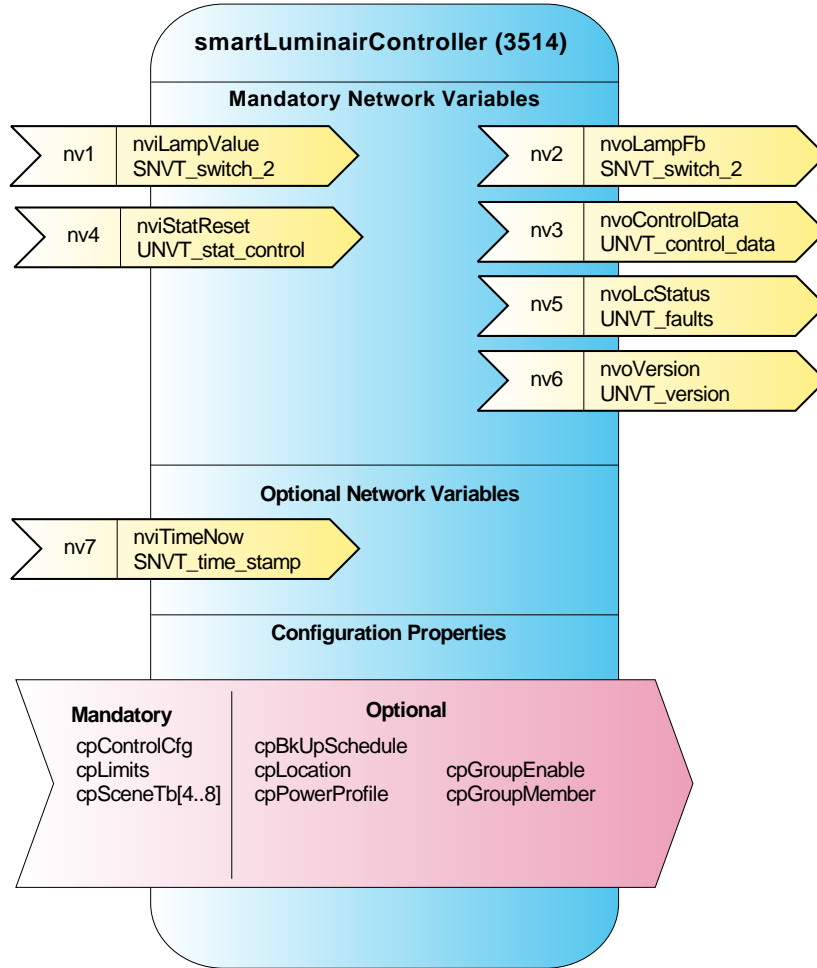 smartLuminairController (3514)
Mandatory Network Variables
nv1
nviLampValue
SNVT_switch_2
nv2
nvoLampFb
SNVT_switch_2
nv4
nviStatReset
UNVT_stat_control
nv3
nvoControlData
UNVT_control_data
nv5
nvoLcStatus
UNVT_faults
nv6
nvoVersion
UNVT_version
Optional Network Variables
nv7
nviTimeNow
SNVT_time_stamp
Configuration Properties
Mandatory
cpControlCfg
cpLimits
cpSceneTb[4..8]
Optional
cpBkUpSchedule
cpLocation
cpPowerProfile
cpGroupEnable
cpGroupMember